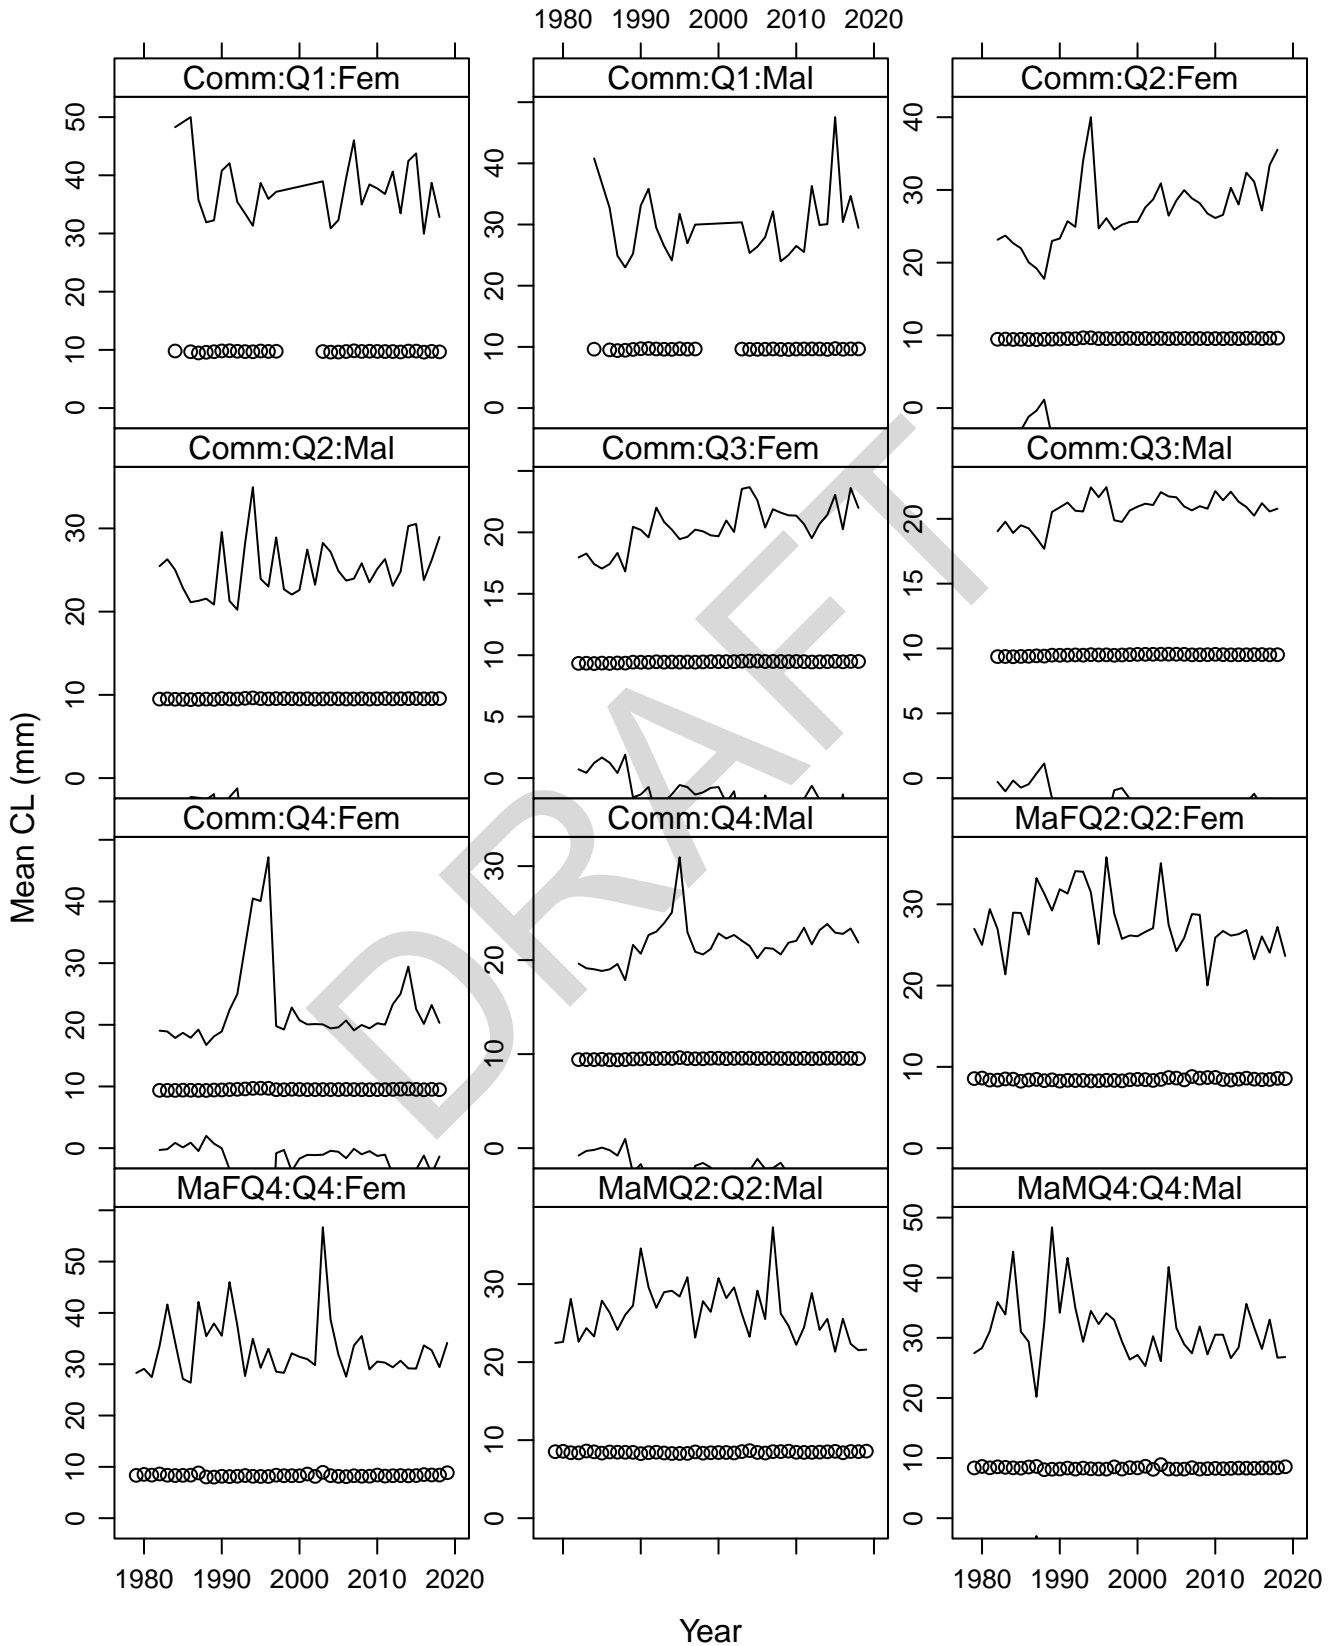 1980 1990 2000 2010 2020
Comm:Q1:Fem Comm:Q1:Mal Comm:Q2:Fem
0 10 20 30 40 50
0 10 20 30 40
0 10 20 30 40
Comm:Q2:Mal Comm:Q3:Fem Comm:Q3:Mal
0 10 20 30
0 5 10 15 20
0 5 10 15 20
Comm:Q4:Fem Comm:Q4:Mal MaFQ2:Q2:Fem
0 10 20 30 40
0 10 20 30
0 10 20 30
MaFQ4:Q4:Fem MaMQ2:Q2:Mal MaMQ4:Q4:Mal
0 10 20 30 40 50
0 10 20 30
0 10 20 30 40 50
1980 1990 2000 2010 2020
1980 1990 2000 2010 2020
Mean CL (mm)
Year
DRAFT